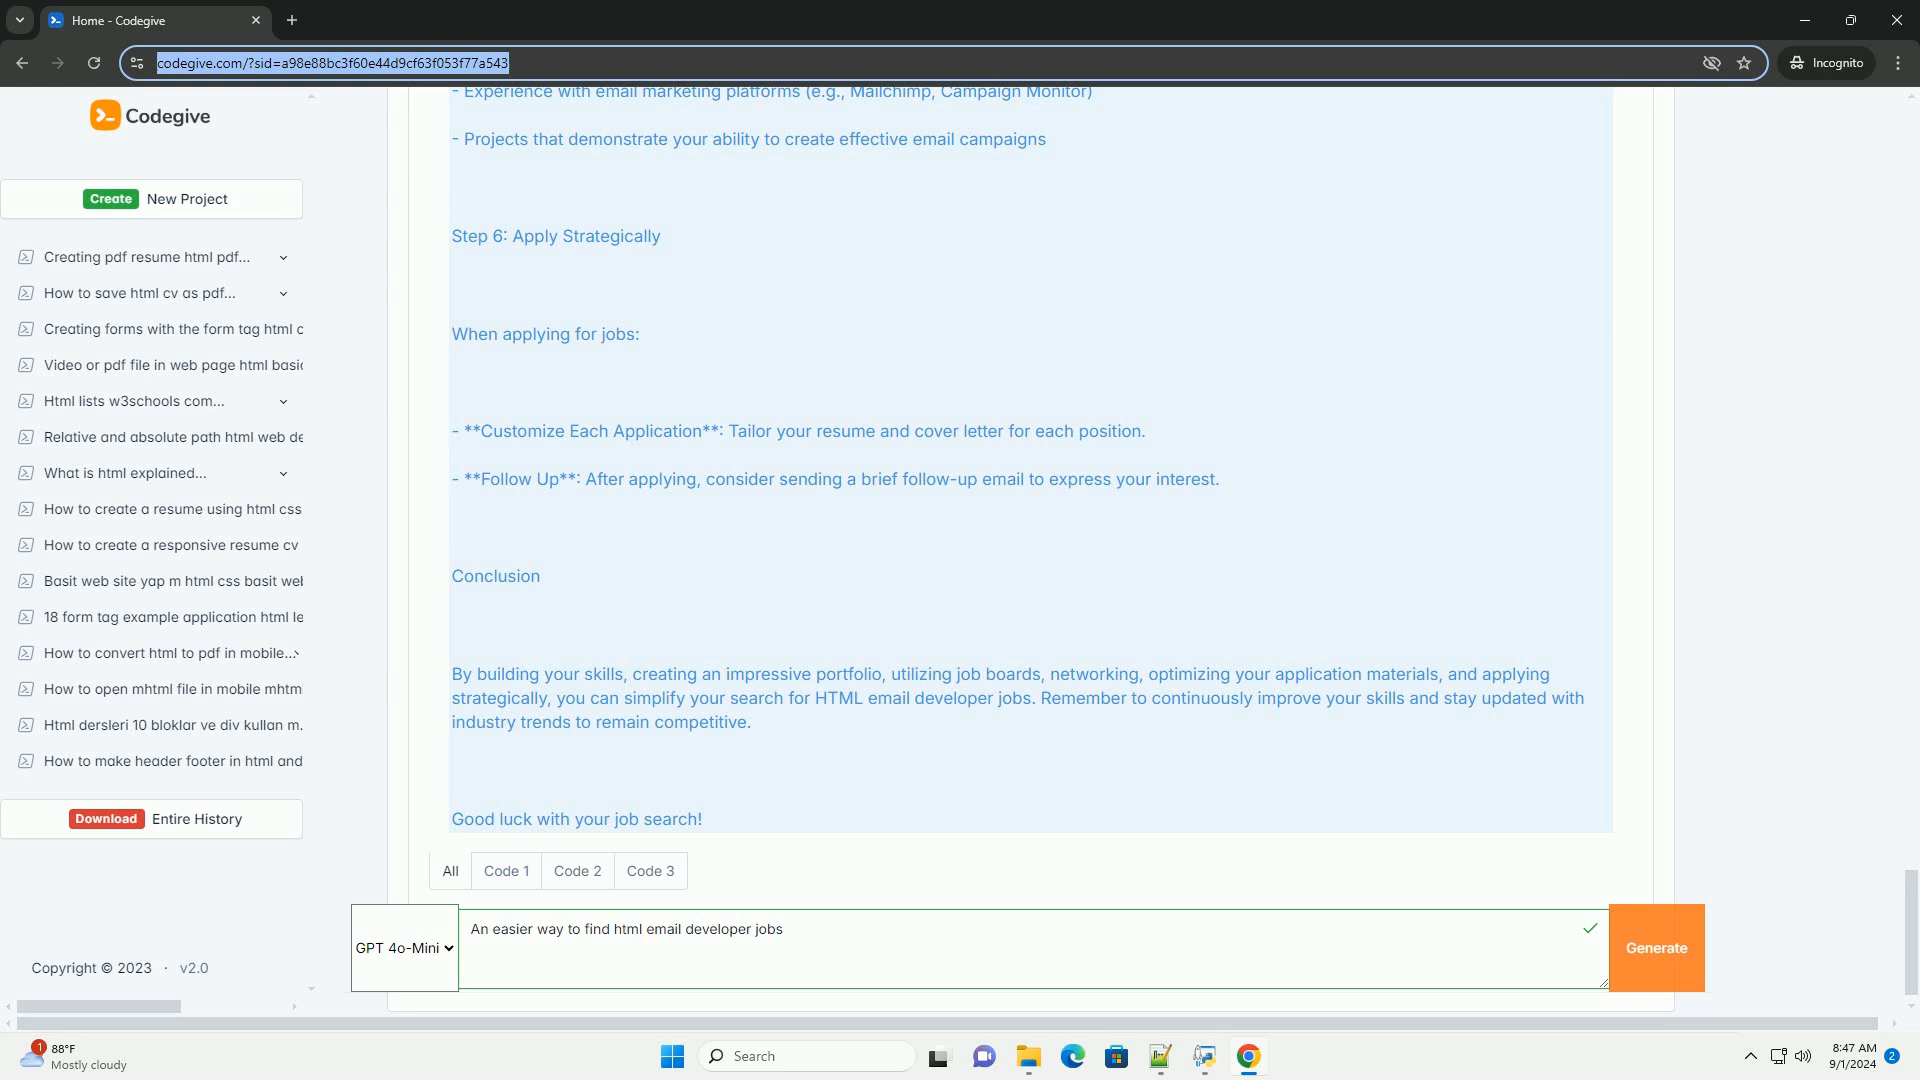 Home - Codegive
codegive.com/?sid=a98e88bc3f60e44d9cf63f053f77a543
Incognito
Codegive
Create New Project
Creating pdf resume html pdf...
How to save html cv as pdf...
Creating forms with the form tag html c
Video or pdf file in web page html basic
Html lists w3schools com...
Relative and absolute path html web de
What is html explained...
How to create a resume using html css
How to create a responsive resume cv
Basit web site yap m html css basit web
18 form tag example application html le
How to convert html to pdf in mobile...
How to open mhtml file in mobile mhtm
Html dersleri 10 bloklar ve div kullan m.
How to make header footer in html and
Download Entire History
Copyright © 2023 · v2.0
- Experience with email marketing platforms (e.g., Mailchimp, Campaign Monitor)
- Projects that demonstrate your ability to create effective email campaigns
Step 6: Apply Strategically
When applying for jobs:
- **Customize Each Application**: Tailor your resume and cover letter for each position.
- **Follow Up**: After applying, consider sending a brief follow-up email to express your interest.
Conclusion
By building your skills, creating an impressive portfolio, utilizing job boards, networking, optimizing your application materials, and applying
strategically, you can simplify your search for HTML email developer jobs. Remember to continuously improve your skills and stay updated with
industry trends to remain competitive.
Good luck with your job search!
All Code 1 Code 2 Code 3
GPT 4o-Mini
An easier way to find html email developer jobs
Generate
1
88°F
Mostly cloudy
Search
8:47 AM
9/1/2024
2